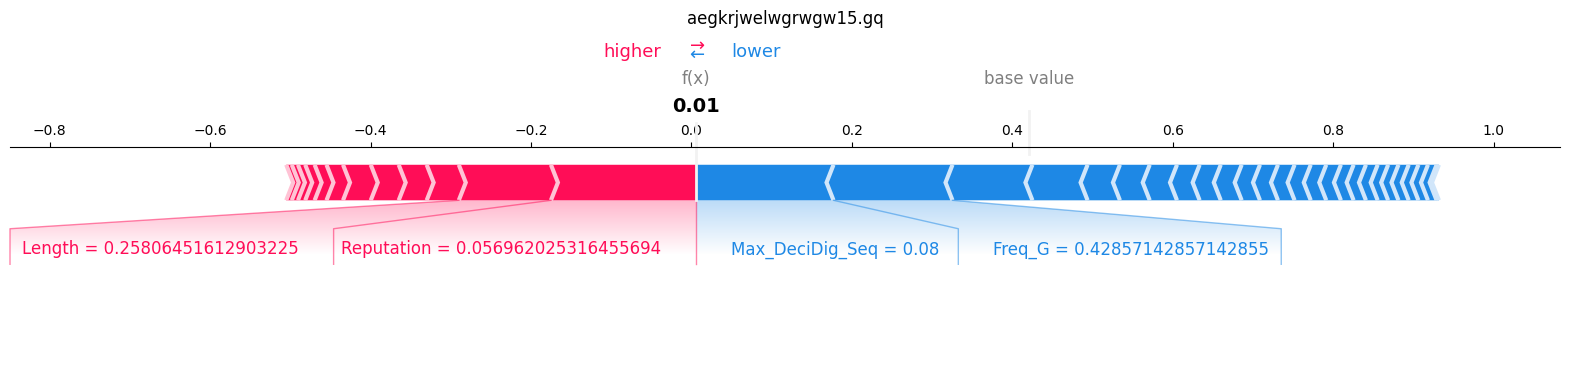 aegkrjwelwgrwgw15.gq
higher ⇄ lower
f(x) base value
0.01
−0.8 −0.6 −0.4 −0.2 0.0 0.2 0.4 0.6 0.8 1.0
Length = 0.25806451612903225 Reputation = 0.056962025316455694 Max_DeciDig_Seq = 0.08 Freq_G = 0.42857142857142855